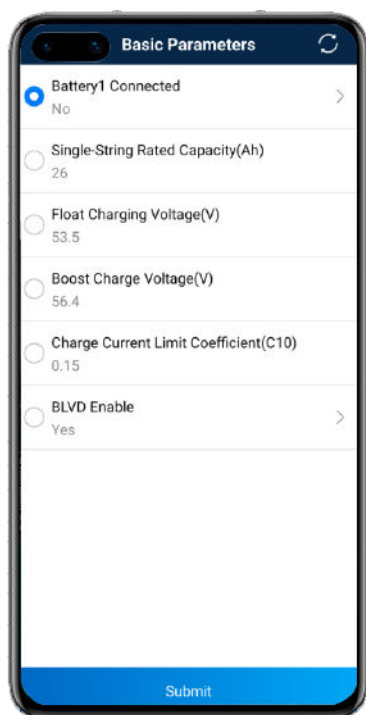 Basic Parameters
Battery1 Connected
No
Single-String Rated Capacity(Ah)
26
Float Charging Voltage(V)
53.5
Boost Charge Voltage(V)
56.4
Charge Current Limit Coefficient(C10)
0.15
BLVD Enable
Yes
Submit